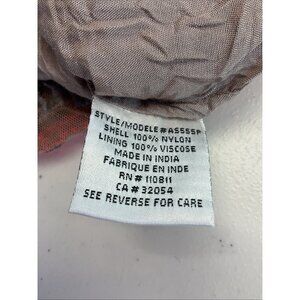 STYLE/MODELE #AS555P
SHELL 100% NYLON
LINING 100% VISCOSE
MADE IN INDIA
FABRIQUE EN INDE
RN# 110811
CA# 32054
SEE REVERSE FOR CARE